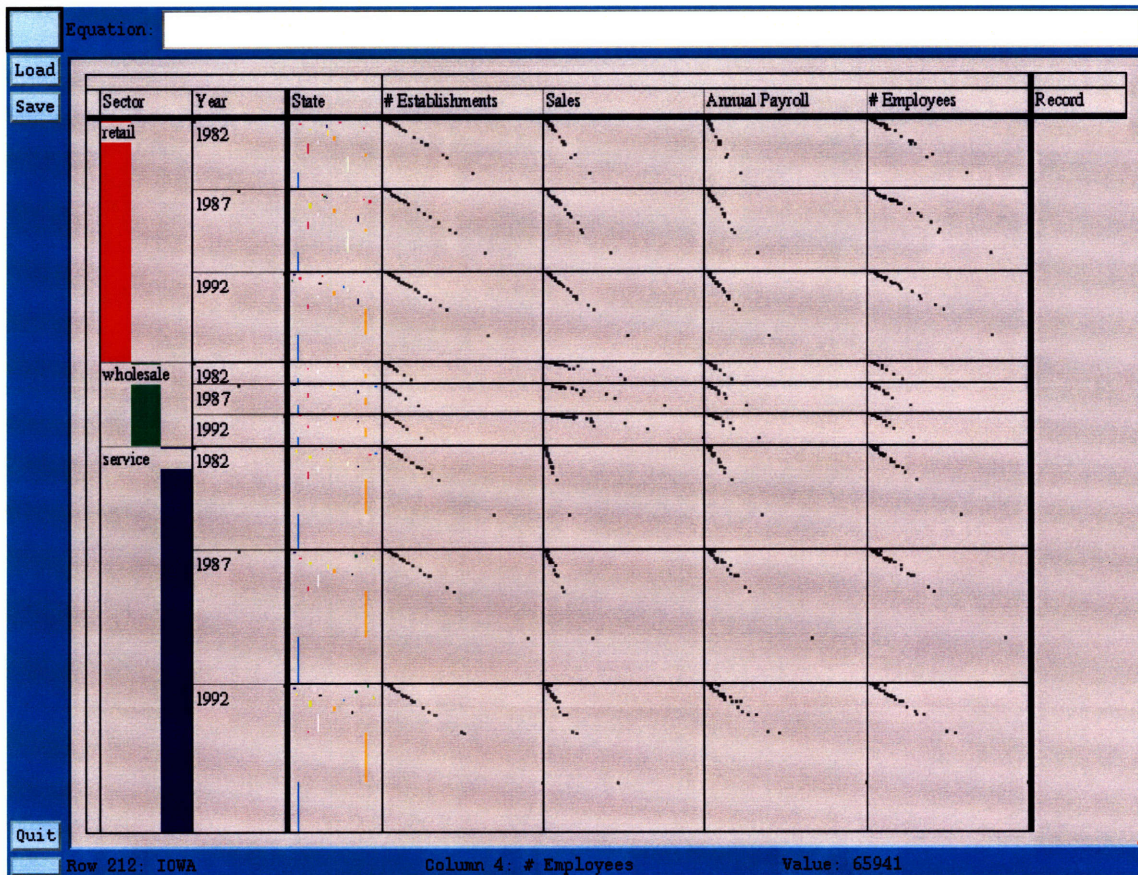 Equation:
Load
Save
Sector Year State # Establishments Sales Annual Payroll # Employees Record
retail 1982
1987
1992
wholesale 1982
1987
1992
service 1982
1987
1992
Quit
Row 212: IOWA Column 4: # Employees Value: 65941